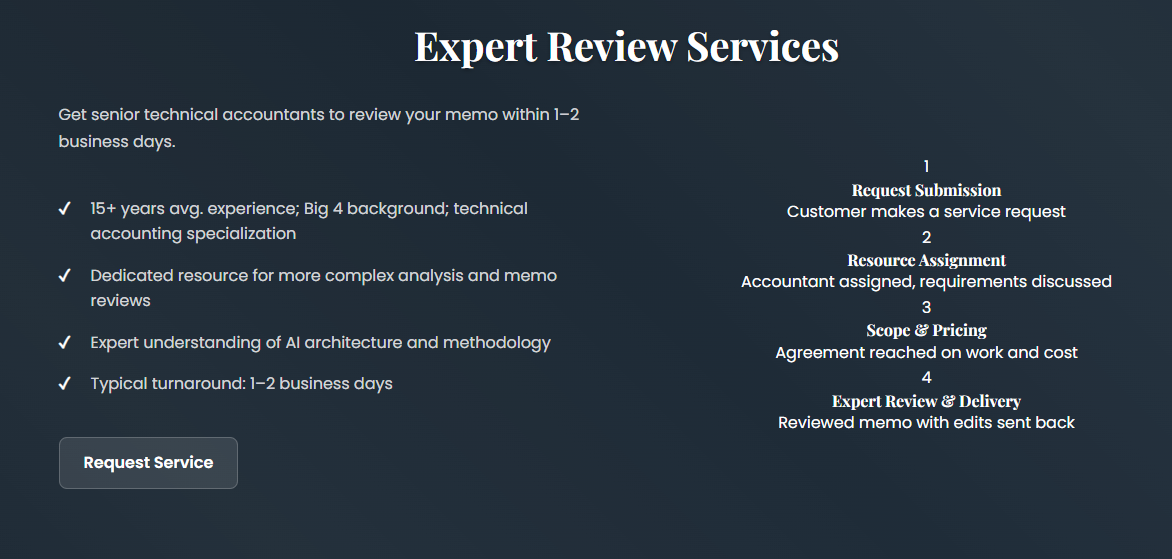 Expert Review Services
Get senior technical accountants to review your memo within 1–2
business days.
✓ 15+ years avg. experience; Big 4 background; technical
accounting specialization
✓ Dedicated resource for more complex analysis and memo
reviews
✓ Expert understanding of AI architecture and methodology
✓ Typical turnaround: 1–2 business days
Request Service
1
Request Submission
Customer makes a service request
2
Resource Assignment
Accountant assigned, requirements discussed
3
Scope & Pricing
Agreement reached on work and cost
4
Expert Review & Delivery
Reviewed memo with edits sent back